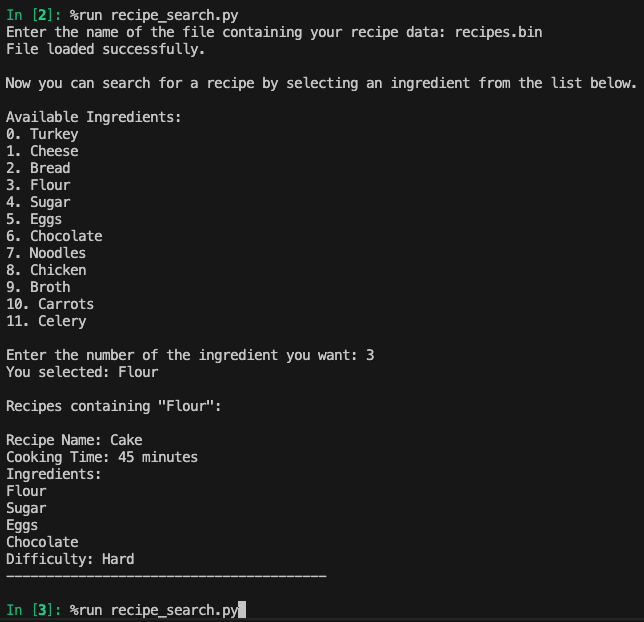 In [2]: %run recipe_search.py
Enter the name of the file containing your recipe data: recipes.bin
File loaded successfully.
Now you can search for a recipe by selecting an ingredient from the list below.
Available Ingredients:
0. Turkey
1. Cheese
2. Bread
3. Flour
4. Sugar
5. Eggs
6. Chocolate
7. Noodles
8. Chicken
9. Broth
10. Carrots
11. Celery
Enter the number of the ingredient you want: 3
You selected: Flour
Recipes containing "Flour":
Recipe Name: Cake
Cooking Time: 45 minutes
Ingredients:
Flour
Sugar
Eggs
Chocolate
Difficulty: Hard
----------------------------------------
In [3]: %run recipe_search.py